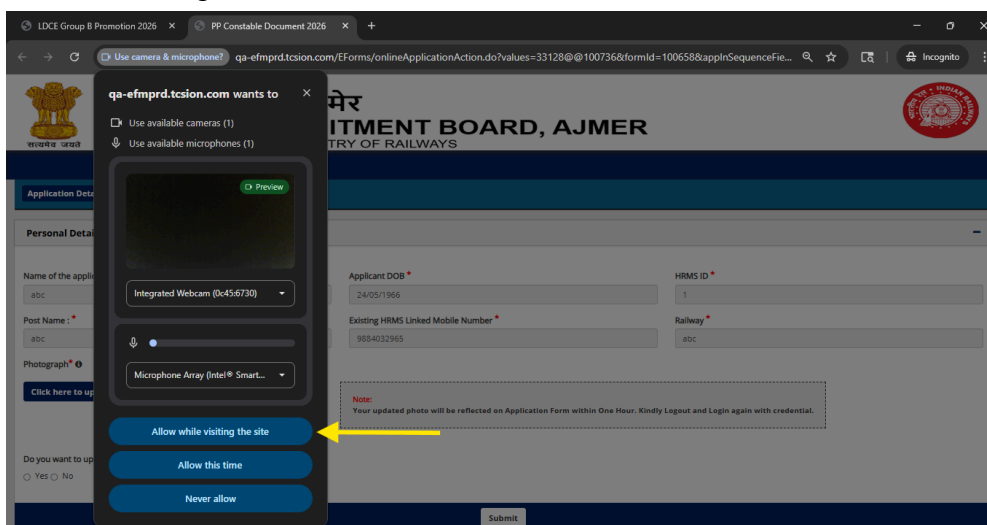 LDCE Group B Promotion 2026
PP Constable Document 2026
Use camera & microphone?
qa-efmprd.tcsion.com/EForms/onlineApplicationAction.do?values=33128@@100736&formId=100658&appInSequenceFie...
Incognito
qa-efmprd.tcsion.com wants to
Use available cameras (1)
Use available microphones (1)
Preview
Integrated Webcam (0c45:6730)
Microphone Array (Intel® Smart...
Allow while visiting the site
Allow this time
Never allow
सत्यमेव जयते
मेर
ITMENT BOARD, AJMER
TRY OF RAILWAYS
INDIAN
Application Deta
Personal Detai
Name of the appli
abc
Applicant DOB *
24/05/1966
HRMS ID *
1
Post Name : *
abc
Existing HRMS Linked Mobile Number *
9884032965
Railway *
abc
Photograph*
Click here to up
Note:
Your updated photo will be reflected on Application Form within One Hour. Kindly Logout and Login again with credential.
Do you want to up
Yes No
Submit